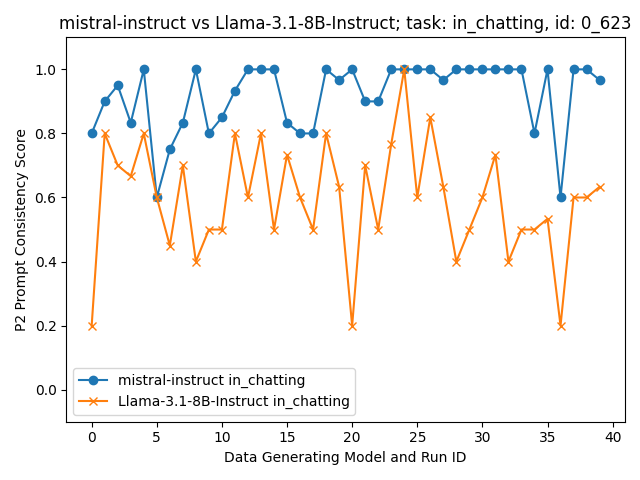 mistral-instruct vs Llama-3.1-8B-Instruct; task: in_chatting, id: 0_623
P2 Prompt Consistency Score
1.0
0.8
0.6
0.4
0.2
0.0
mistral-instruct in_chatting
Llama-3.1-8B-Instruct in_chatting
0 5 10 15 20 25 30 35 40
Data Generating Model and Run ID